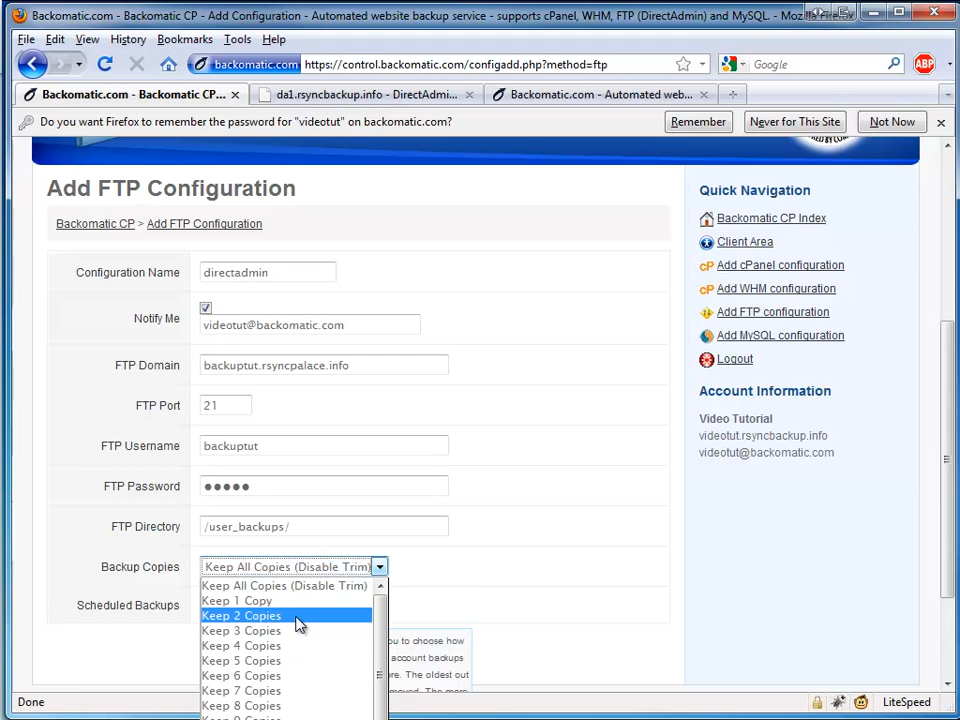 Backomatic.com - Backomatic CP - Add Configuration - Automated website backup service - supports cPanel, WHM, FTP (DirectAdmin) and MySQL. - Mozilla Firefox
File Edit View History Bookmarks Tools Help
backomatic.com https://control.backomatic.com/configadd.php?method=ftp Google ABP
Backomatic.com - Backomatic CP... da1.rsyncbackup.info - DirectAdmi... Backomatic.com - Automated web...
Do you want Firefox to remember the password for "videotut" on backomatic.com? Remember Never for This Site Not Now
Add FTP Configuration
Backomatic CP > Add FTP Configuration
Configuration Name directadmin
Notify Me
videotut@backomatic.com
FTP Domain backuptut.rsyncpalace.info
FTP Port 21
FTP Username backuptut
FTP Password
FTP Directory /user_backups/
Backup Copies Keep All Copies (Disable Trim)
Keep All Copies (Disable Trim)
Keep 1 Copy
Keep 2 Copies
Keep 3 Copies
Keep 4 Copies
Keep 5 Copies
Keep 6 Copies
Keep 7 Copies
Keep 8 Copies
Scheduled Backups
ou to choose how
account backups
re. The oldest out
moved. The more
Quick Navigation
Backomatic CP Index
Client Area
CP Add cPanel configuration
CP Add WHM configuration
Add FTP configuration
Add MySQL configuration
Logout
Account Information
Video Tutorial
videotut.rsyncbackup.info
videotut@backomatic.com
Done LiteSpeed